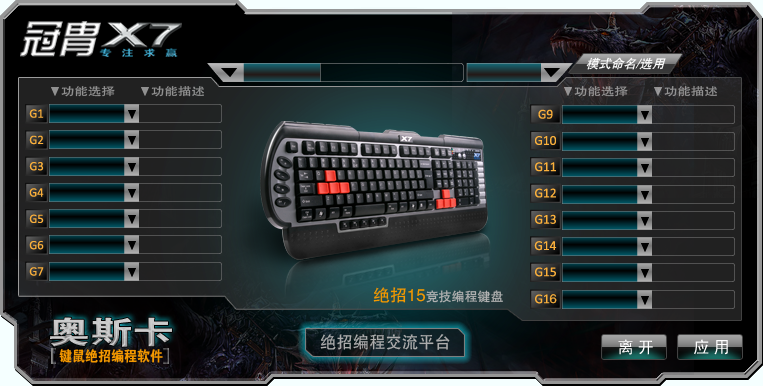 冠胄X7
专注求赢
模式命名/选用
▼功能选择 ▼功能描述
▼功能选择 ▼功能描述
G1
G2
G3
G4
G5
G6
G7
G9
G10
G11
G12
G13
G14
G15
G16
X7
X7
绝招15竞技编程键盘
奥斯卡
[键鼠绝招编程软件]
绝招编程交流平台
离开
应用